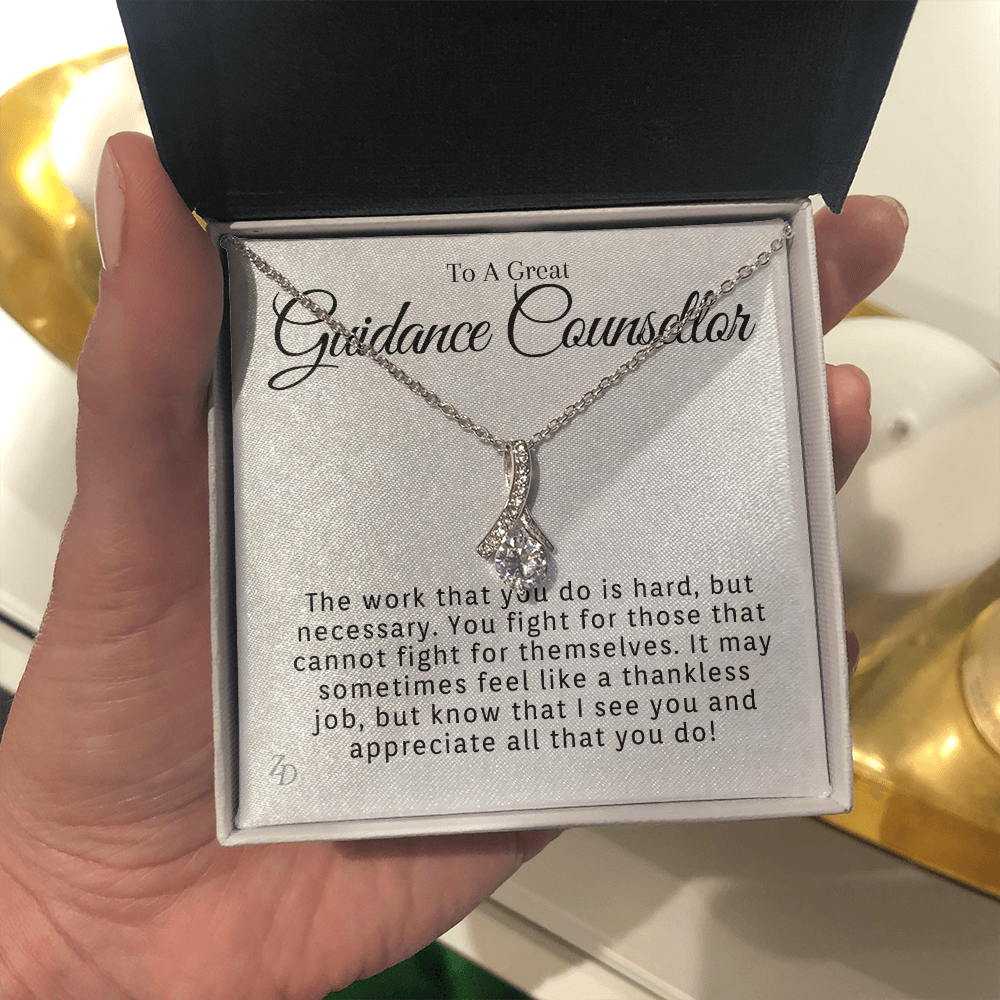 To A Great
Guidance Counsellor
The work that you do is hard, but
necessary. You fight for those that
cannot fight for themselves. It may
sometimes feel like a thankless
job, but know that I see you and
appreciate all that you do!
ZD